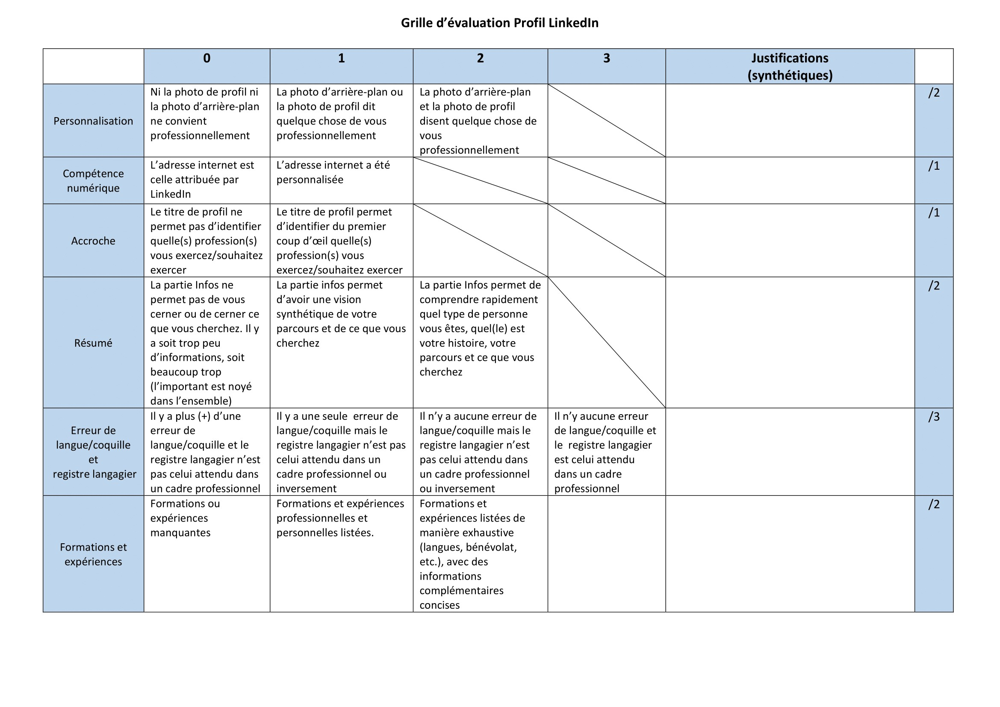 Grille d’évaluation Profil LinkedIn
0
1
2
3
Justifications
(synthétiques)
Personnalisation
Ni la photo de profil ni
la photo d’arrière-plan
ne convient
professionnellement
La photo d’arrière-plan ou
la photo de profil dit
quelque chose de vous
professionnellement
La photo d’arrière-plan
et la photo de profil
disent quelque chose de
vous
professionnellement
/2
Compétence
numérique
L’adresse internet est
celle attribuée par
LinkedIn
L’adresse internet a été
personnalisée
/1
Accroche
Le titre de profil ne
permet pas d’identifier
quelle(s) profession(s)
vous exercez/souhaitez
exercer
Le titre de profil permet
d’identifier du premier
coup d’œil quelle(s)
profession(s) vous
exercez/souhaitez exercer
/1
Résumé
La partie Infos ne
permet pas de vous
cerner ou de cerner ce
que vous cherchez. Il y
a soit trop peu
d’informations, soit
beaucoup trop
(l’important est noyé
dans l’ensemble)
La partie infos permet
d’avoir une vision
synthétique de votre
parcours et de ce que vous
cherchez
La partie Infos permet de
comprendre rapidement
quel type de personne
vous êtes, quel(le) est
votre histoire, votre
parcours et ce que vous
cherchez
/2
Erreur de
langue/coquille
et
registre langagier
Il y a plus (+) d’une
erreur de
langue/coquille et le
registre langagier n’est
pas celui attendu dans
un cadre professionnel
Il y a une seule  erreur de
langue/coquille mais le
registre langagier n’est pas
celui attendu dans un
cadre professionnel ou
inversement
Il n’y a aucune erreur de
langue/coquille mais le
registre langagier n’est
pas celui attendu dans
un cadre professionnel
ou inversement
Il n’y aucune erreur
de langue/coquille et
le  registre langagier
est celui attendu
dans un cadre
professionnel
/3
Formations et
expériences
Formations ou
expériences
manquantes
Formations et expériences
professionnelles et
personnelles listées.
Formations et
expériences listées de
manière exhaustive
(langues, bénévolat,
etc.), avec des
informations
complémentaires
concises
/2